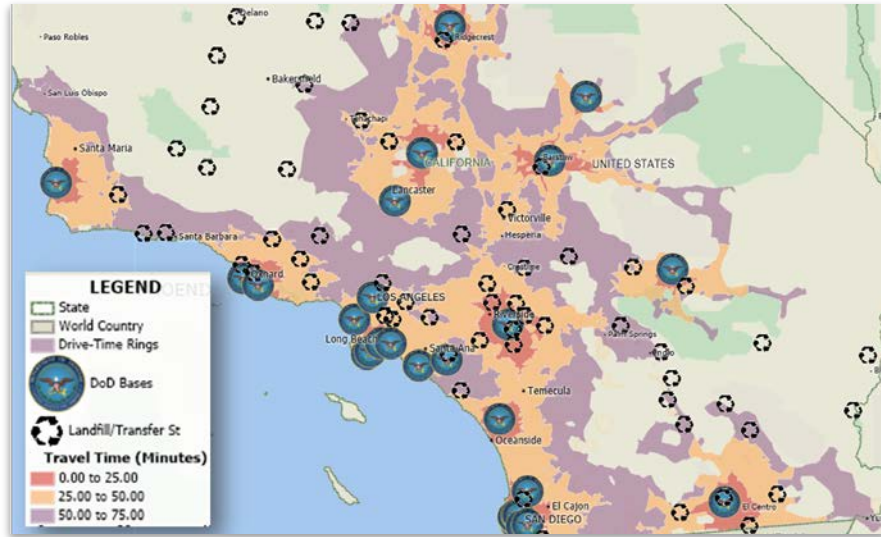 Delano
Paso Robles
Ridgecrest
Bakersfield
San Luis Obispo
Tehachapi
Santa Maria
CALIFORNIA
Barstow
UNITED STATES
Lancaster
Victorville
Santa Barbara
Hesperia
Crestline
LOS ANGELES
Riverside
Long Beach
Santa Ana
Palm Springs
Indio
Temecula
Oceanside
El Cajon
SAN DIEGO
El Centro
Yu
LEGEND
State
World Country
Drive-Time Rings
DoD Bases
Landfill/Transfer St
Travel Time (Minutes)
0.00 to 25.00
25.00 to 50.00
50.00 to 75.00